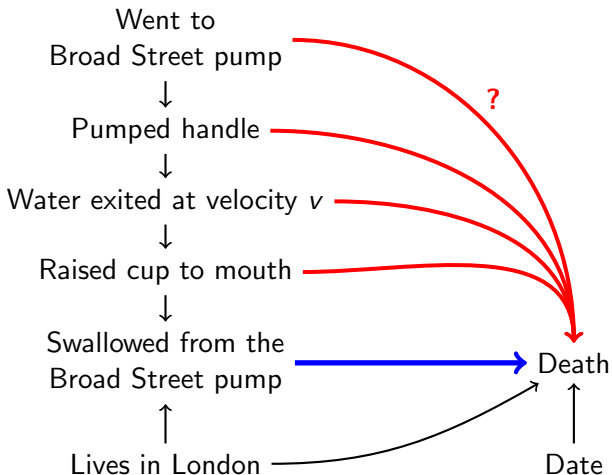 Went to
Broad Street pump
?
Pumped handle
Water exited at velocity v
Raised cup to mouth
Swallowed from the
Broad Street pump
Death
Lives in London
Date